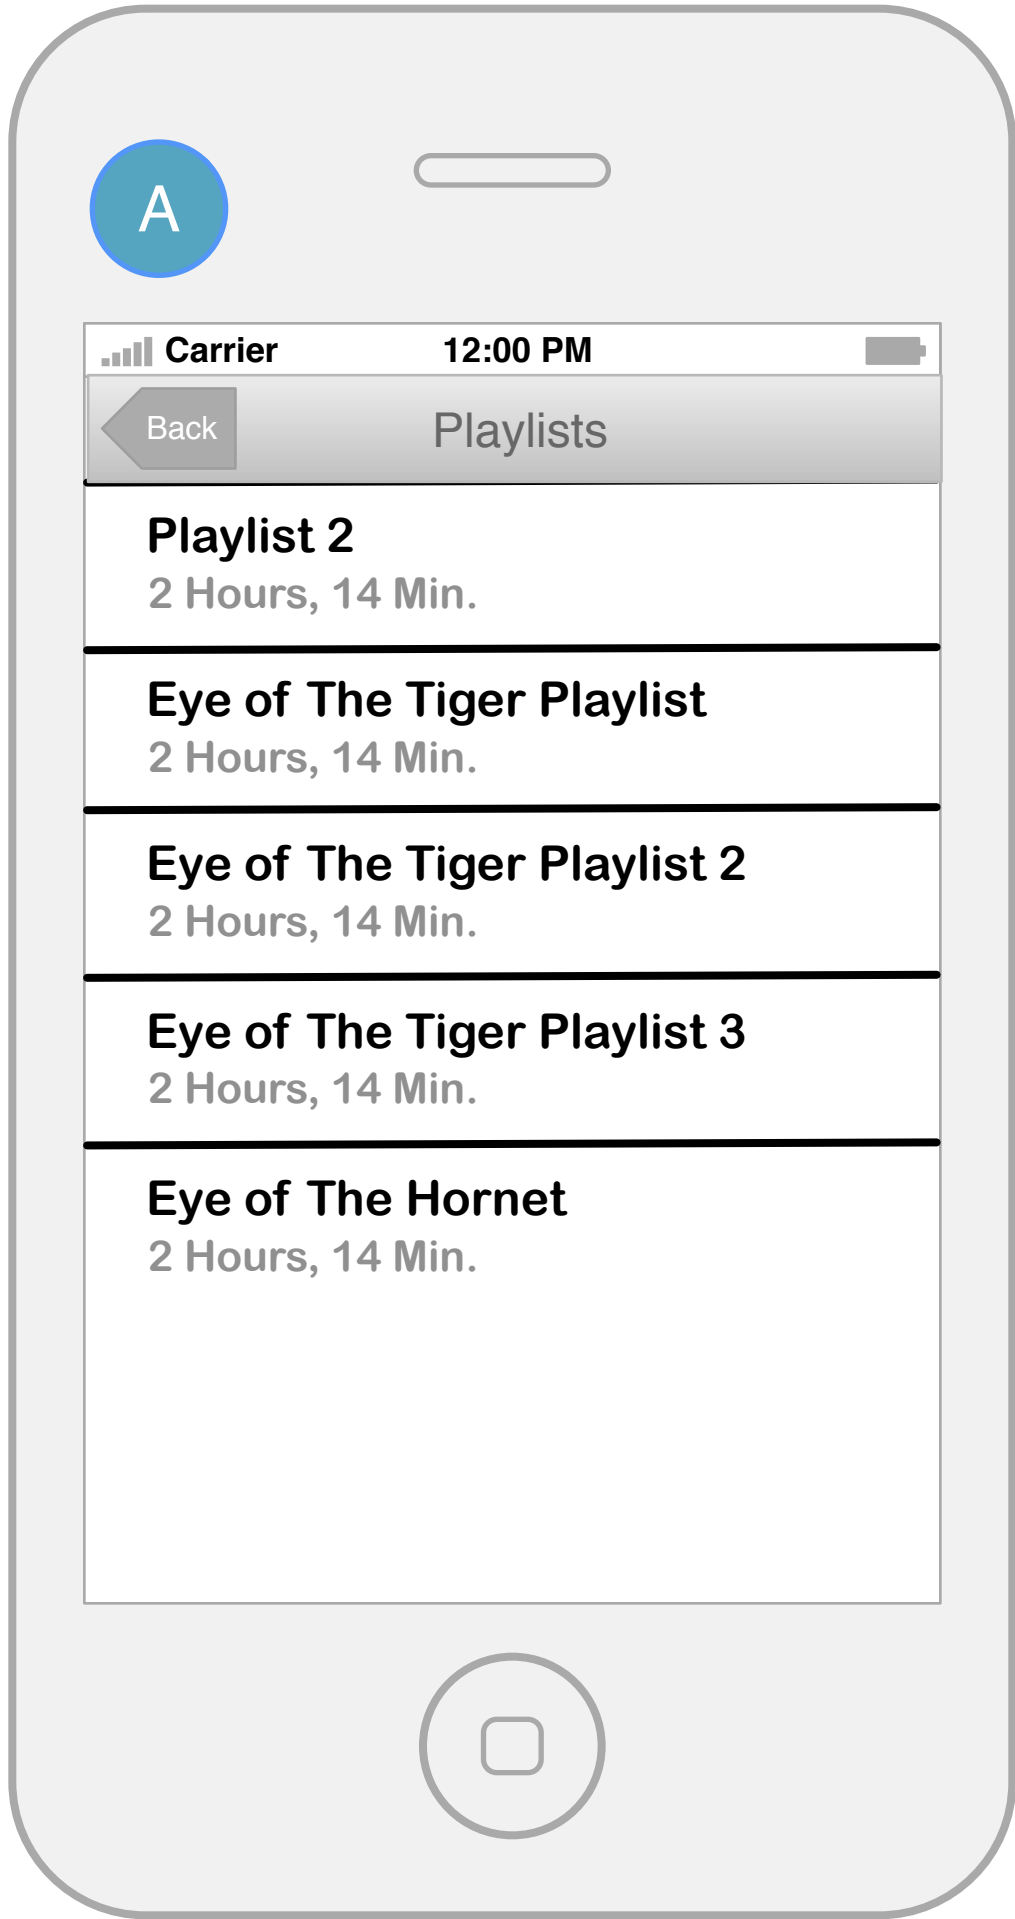 A
Carrier 12:00 PM
Back Playlists
Playlist 2
2 Hours, 14 Min.
Eye of The Tiger Playlist
2 Hours, 14 Min.
Eye of The Tiger Playlist 2
2 Hours, 14 Min.
Eye of The Tiger Playlist 3
2 Hours, 14 Min.
Eye of The Hornet
2 Hours, 14 Min.